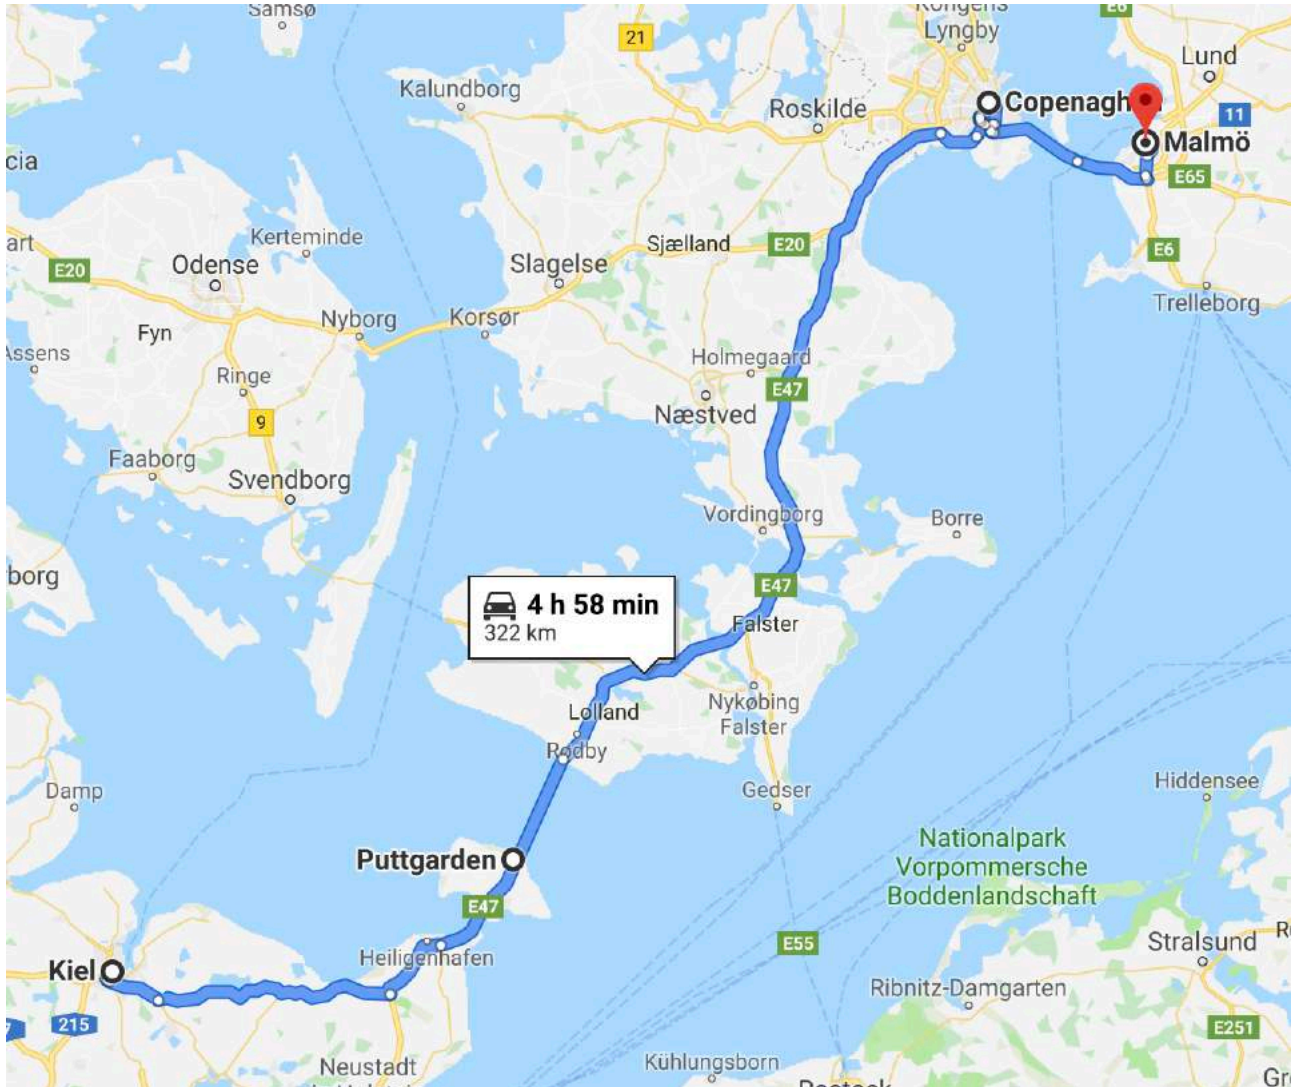 Samsø
Kongens
Lyngby
E6
21
Lund
Kalundborg
Roskilde
Copenagh
11
Malmö
cia
E65
art
Kerteminde
Sjælland
E20
E6
E20
Odense
Slagelse
Trelleborg
Nyborg
Korsør
Fyn
Assens
Holmegaard
Ringe
E47
Næstved
9
Faaborg
Svendborg
Vordingborg
Borre
borg
E47
4 h 58 min
322 km
Falster
Nykøbing
Falster
Lolland
Rødby
Damp
Gedser
Hiddensee
Nationalpark
Vorpommersche
Boddenlandschaft
Puttgarden
E47
E55
Stralsund
Heiligenhafen
Kiel
Ribnitz-Damgarten
215
E251
Neustadt
Kühlungsborn
Rostock